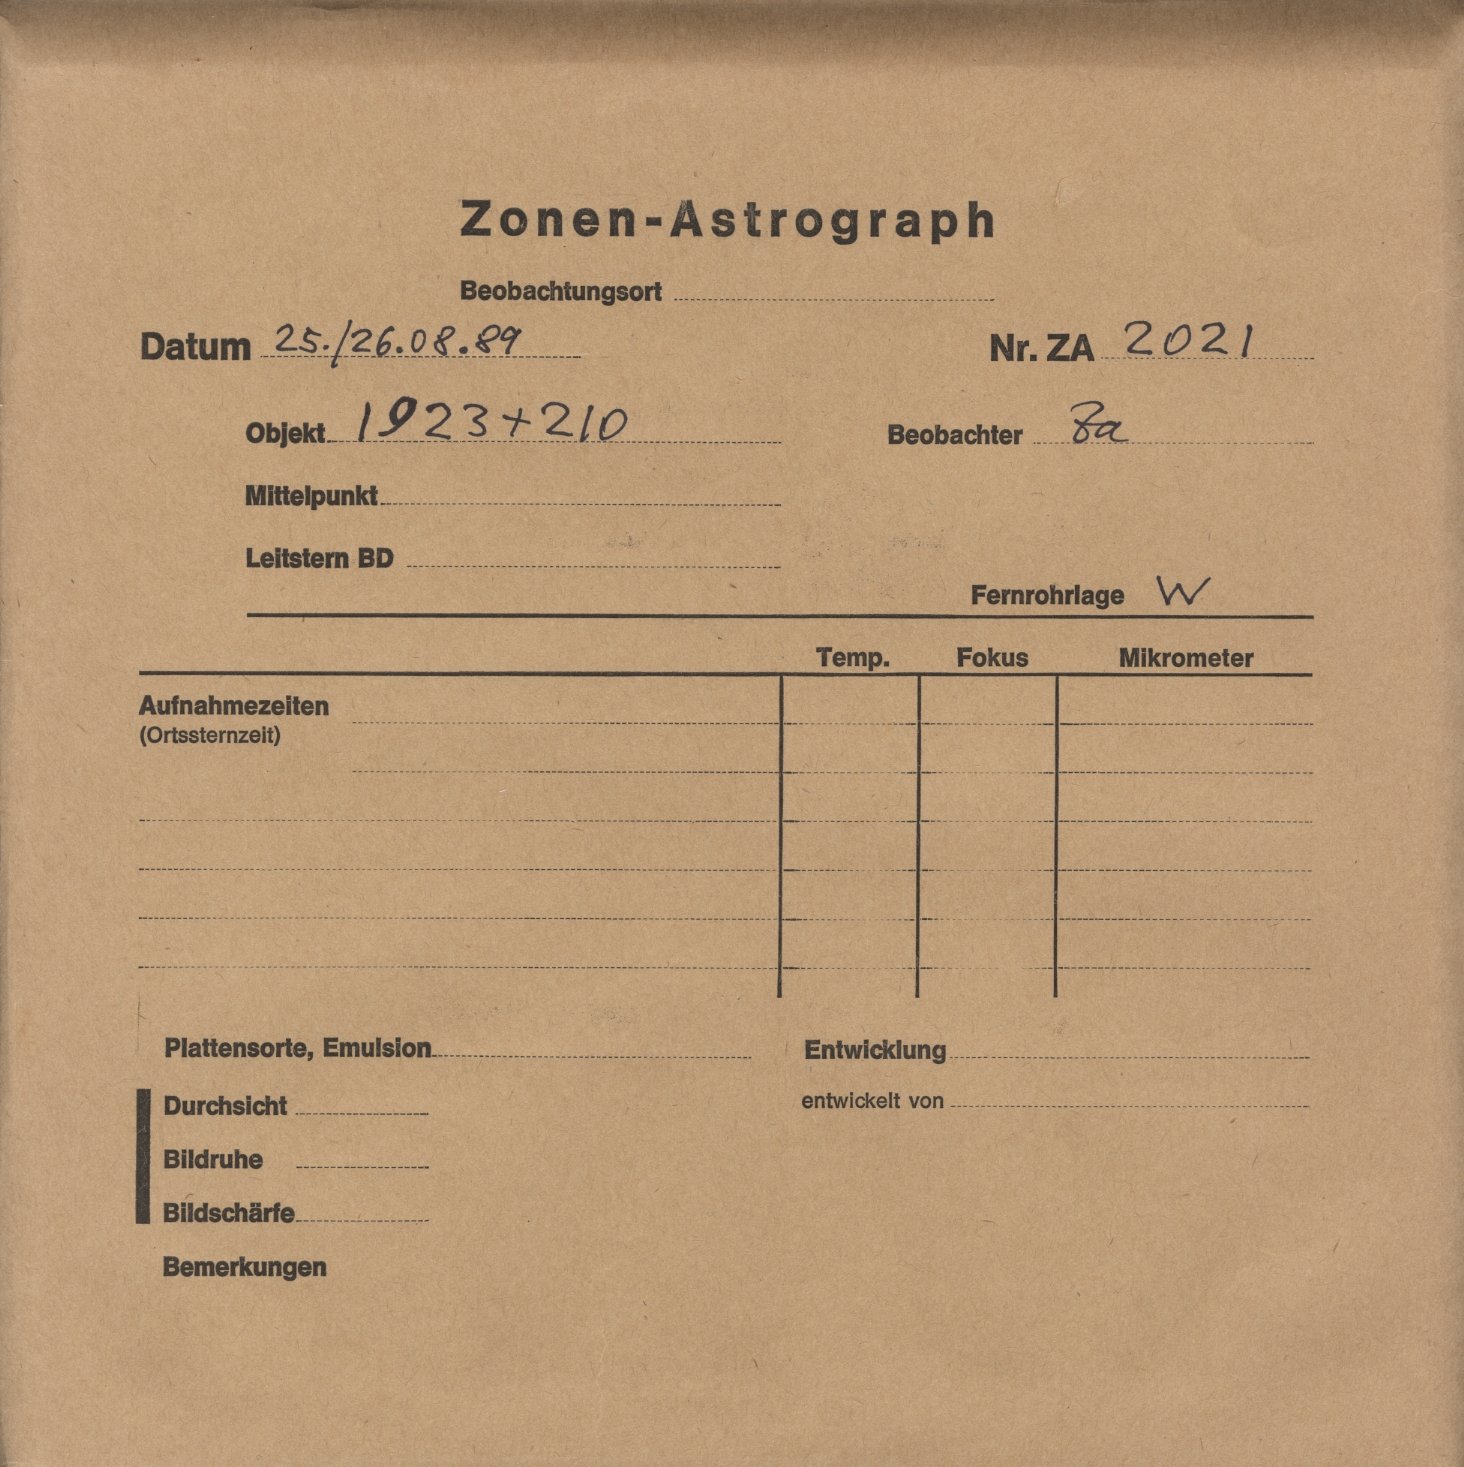 Zonen-Astrograph
Beobachtungsort
Datum 25./26.08.89 Nr. ZA 2021
Objekt 1923+210 Beobachter Za
Mittelpunkt
Leitstern BD
Fernrohrlage W
Temp. Fokus Mikrometer
Aufnahmezeiten
(Ortssternzeit)
Plattensorte, Emulsion Entwicklung
Durchsicht entwickelt von
Bildruhe
Bildschärfe
Bemerkungen